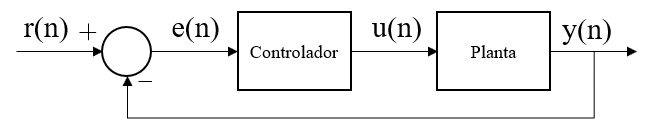 r(n) + e(n) Controlador u(n) Planta y(n)
−